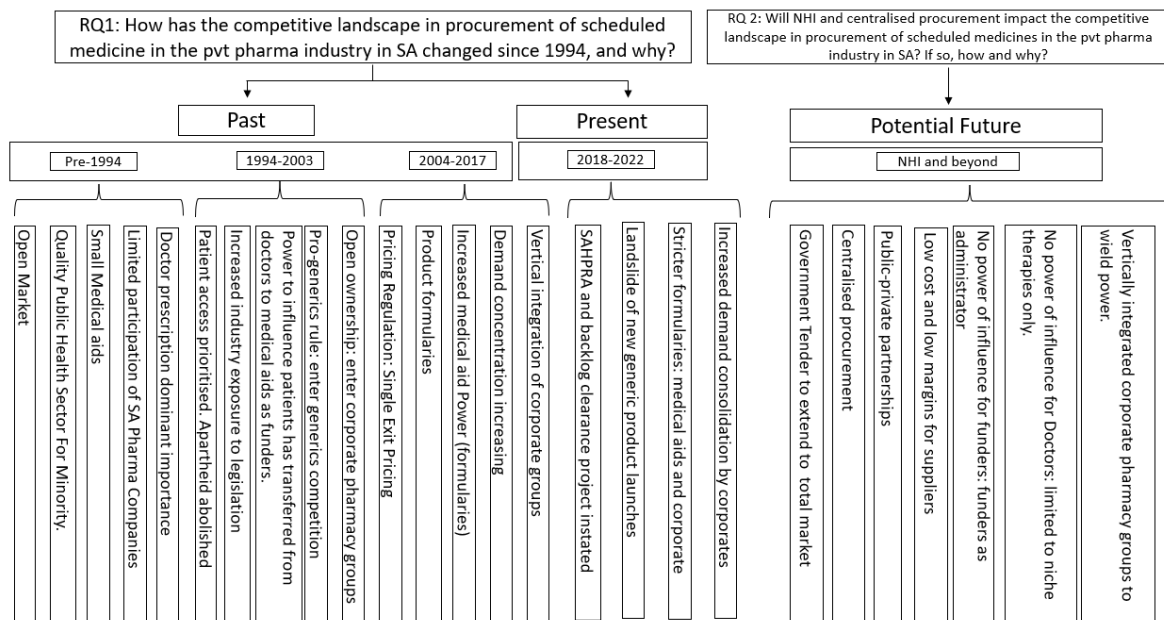 RQ1: How has the competitive landscape in procurement of scheduled
medicine in the pvt pharma industry in SA changed since 1994, and why?
RQ 2: Will NHI and centralised procurement impact the competitive
landscape in procurement of scheduled medicines in the pvt pharma
industry in SA? If so, how and why?
Past
Present
Potential Future
Pre-1994
1994-2003
2004-2017
2018-2022
NHI and beyond
Open Market
Quality Public Health Sector For Minority.
Small Medical aids
Limited participation of SA Pharma Companies
Doctor prescription dominant importance
Patient access prioritised. Apartheid abolished
Increased industry exposure to legislation
Power to influence patients has transferred from
doctors to medical aids as funders.
Pro-generics rule: enter generics competition
Open ownership: enter corporate pharmacy groups
Pricing Regulation: Single Exit Pricing
Product formularies
Increased medical aid Power (formularies)
Demand concentration increasing
Vertical integration of corporate groups
SAHPRA and backlog clearance project instated
Landslide of new generic product launches
Stricter formularies: medical aids and corporate
Increased demand consolidation by corporates
Government Tender to extend to total market
Centralised procurement
Public-private partnerships
Low cost and low margins for suppliers
No power of influence for funders: funders as
administrator
No power of influence for Doctors: limited to niche
therapies only.
Vertically integrated corporate pharmacy groups to
wield power.